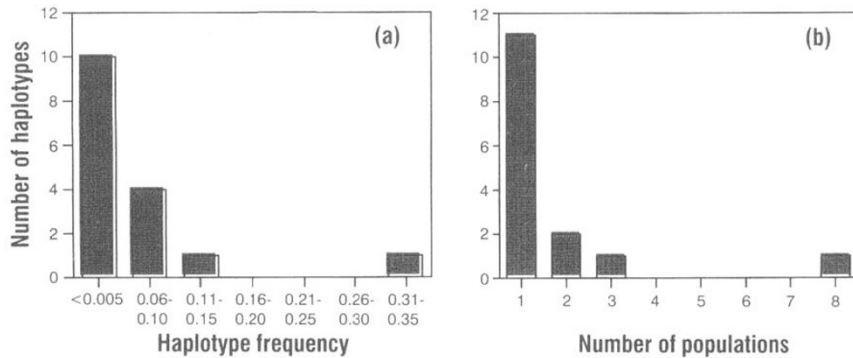 (a)
Number of haplotypes
12
10
8
6
4
2
0
<0.005 0.06- 0.11- 0.16- 0.21- 0.26- 0.31-
0.10 0.15 0.20 0.25 0.30 0.35
Haplotype frequency
(b)
12
10
8
6
4
2
0
1 2 3 4 5 6 7 8
Number of populations